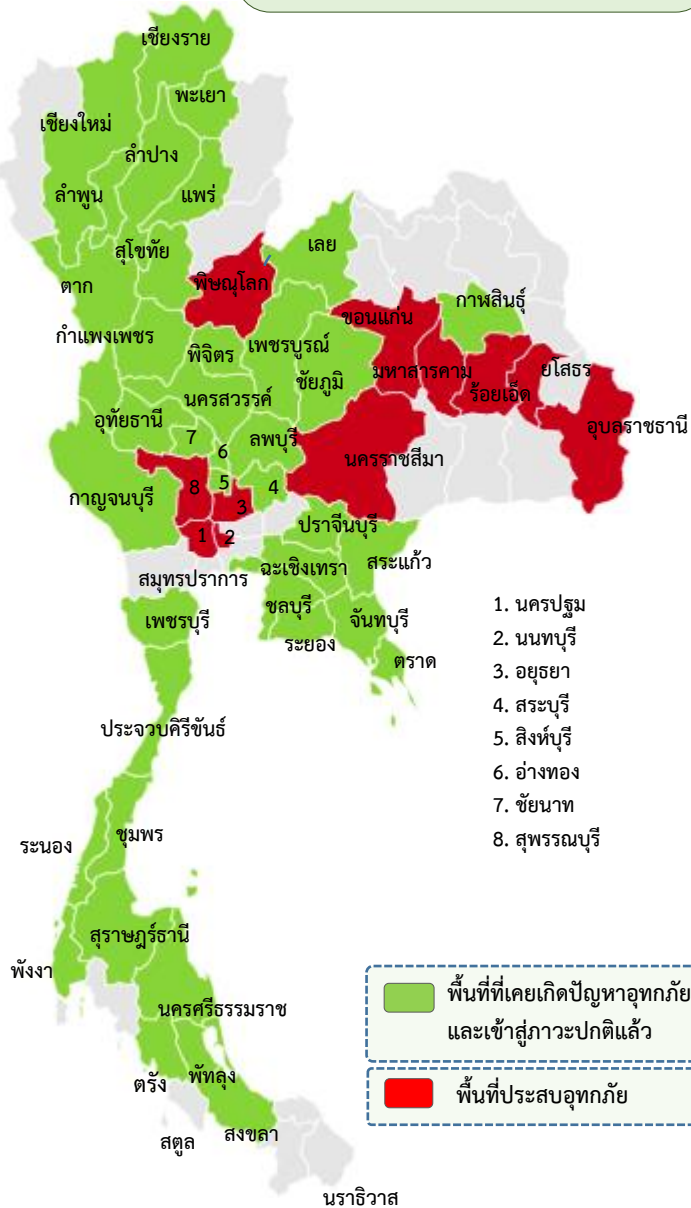 เชียงราย
พะเยา
เชียงใหม่
ลำปาง
ลำพูน
แพร่
สุโขทัย
เลย
ตาก
พิษณุโลก
กาฬสินธุ์
ขอนแก่น
กำแพงเพชร
เพชรบูรณ์
พิจิตร
มหาสารคาม
ยโสธร
ชัยภูมิ
ร้อยเอ็ด
นครสวรรค์
อุทัยธานี
อุบลราชธานี
7
ลพบุรี
6
นครราชสีมา
กาญจนบุรี
8
5
4
3
ปราจีนบุรี
1
2
สระแก้ว
ฉะเชิงเทรา
สมุทรปราการ
ชลบุรี
เพชรบุรี
จันทบุรี
ระยอง
ตราด
1. นครปฐม
2. นนทบุรี
3. อยุธยา
4. สระบุรี
5. สิงห์บุรี
6. อ่างทอง
7. ชัยนาท
8. สุพรรณบุรี
ประจวบคิรีขันธ์
ชุมพร
ระนอง
สุราษฎร์ธานี
พังงา
นครศรีธรรมราช
พัทลุง
ตรัง
สงขลา
สตูล
นราธิวาส
พื้นที่ที่เคยเกิดปัญหาอุทกภัย
และเข้าสู่ภาวะปกติแล้ว
พื้นที่ประสบอุทกภัย